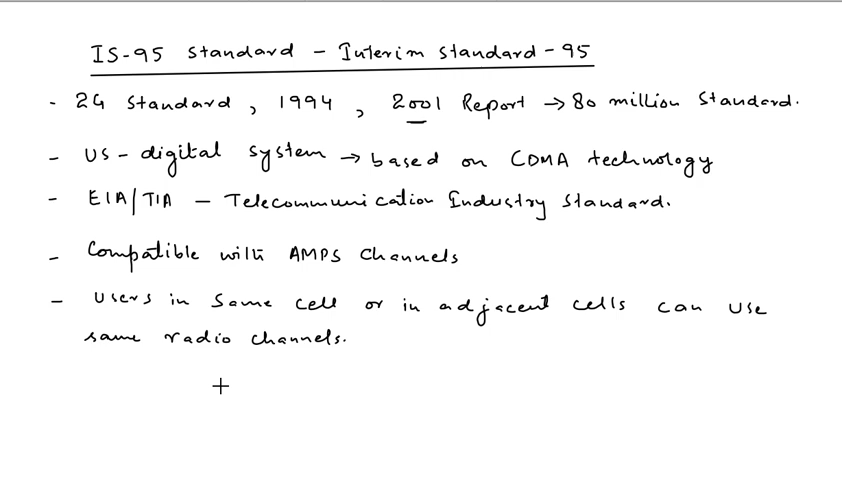 IS-95 Standard - Interim Standard - 95
- 2G Standard, 1994, 2001 Report → 80 million Standard.
- US - digital system → based on CDMA technology
- EIA/TIA - Telecommunication Industry Standard.
- Compatible with AMPS Channels
- Users in same cell or in adjacent cells can use
same radio channels.